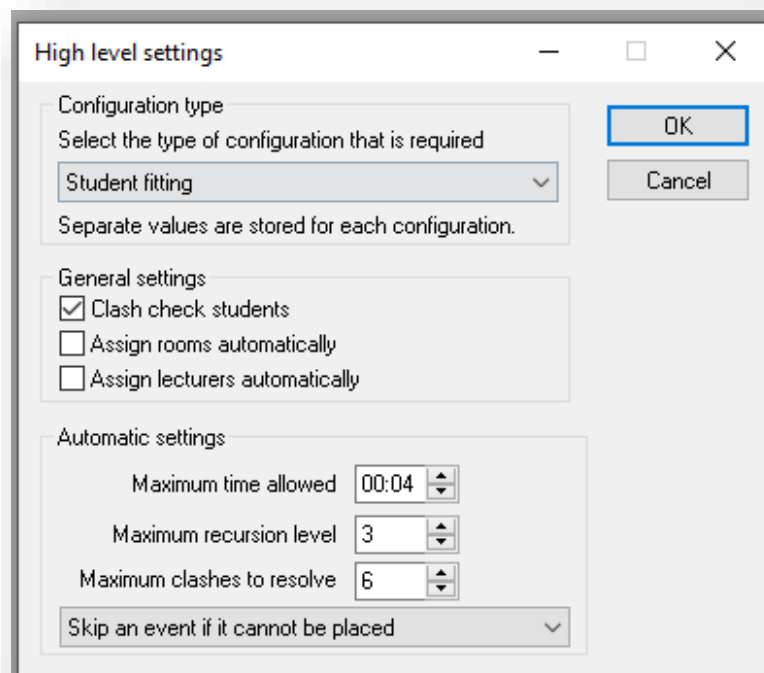 High level settings
Configuration type
Select the type of configuration that is required
OK
Student fitting
Cancel
Separate values are stored for each configuration.
General settings
Clash check students
Assign rooms automatically
Assign lecturers automatically
Automatic settings
Maximum time allowed 00:04
Maximum recursion level 3
Maximum clashes to resolve 6
Skip an event if it cannot be placed